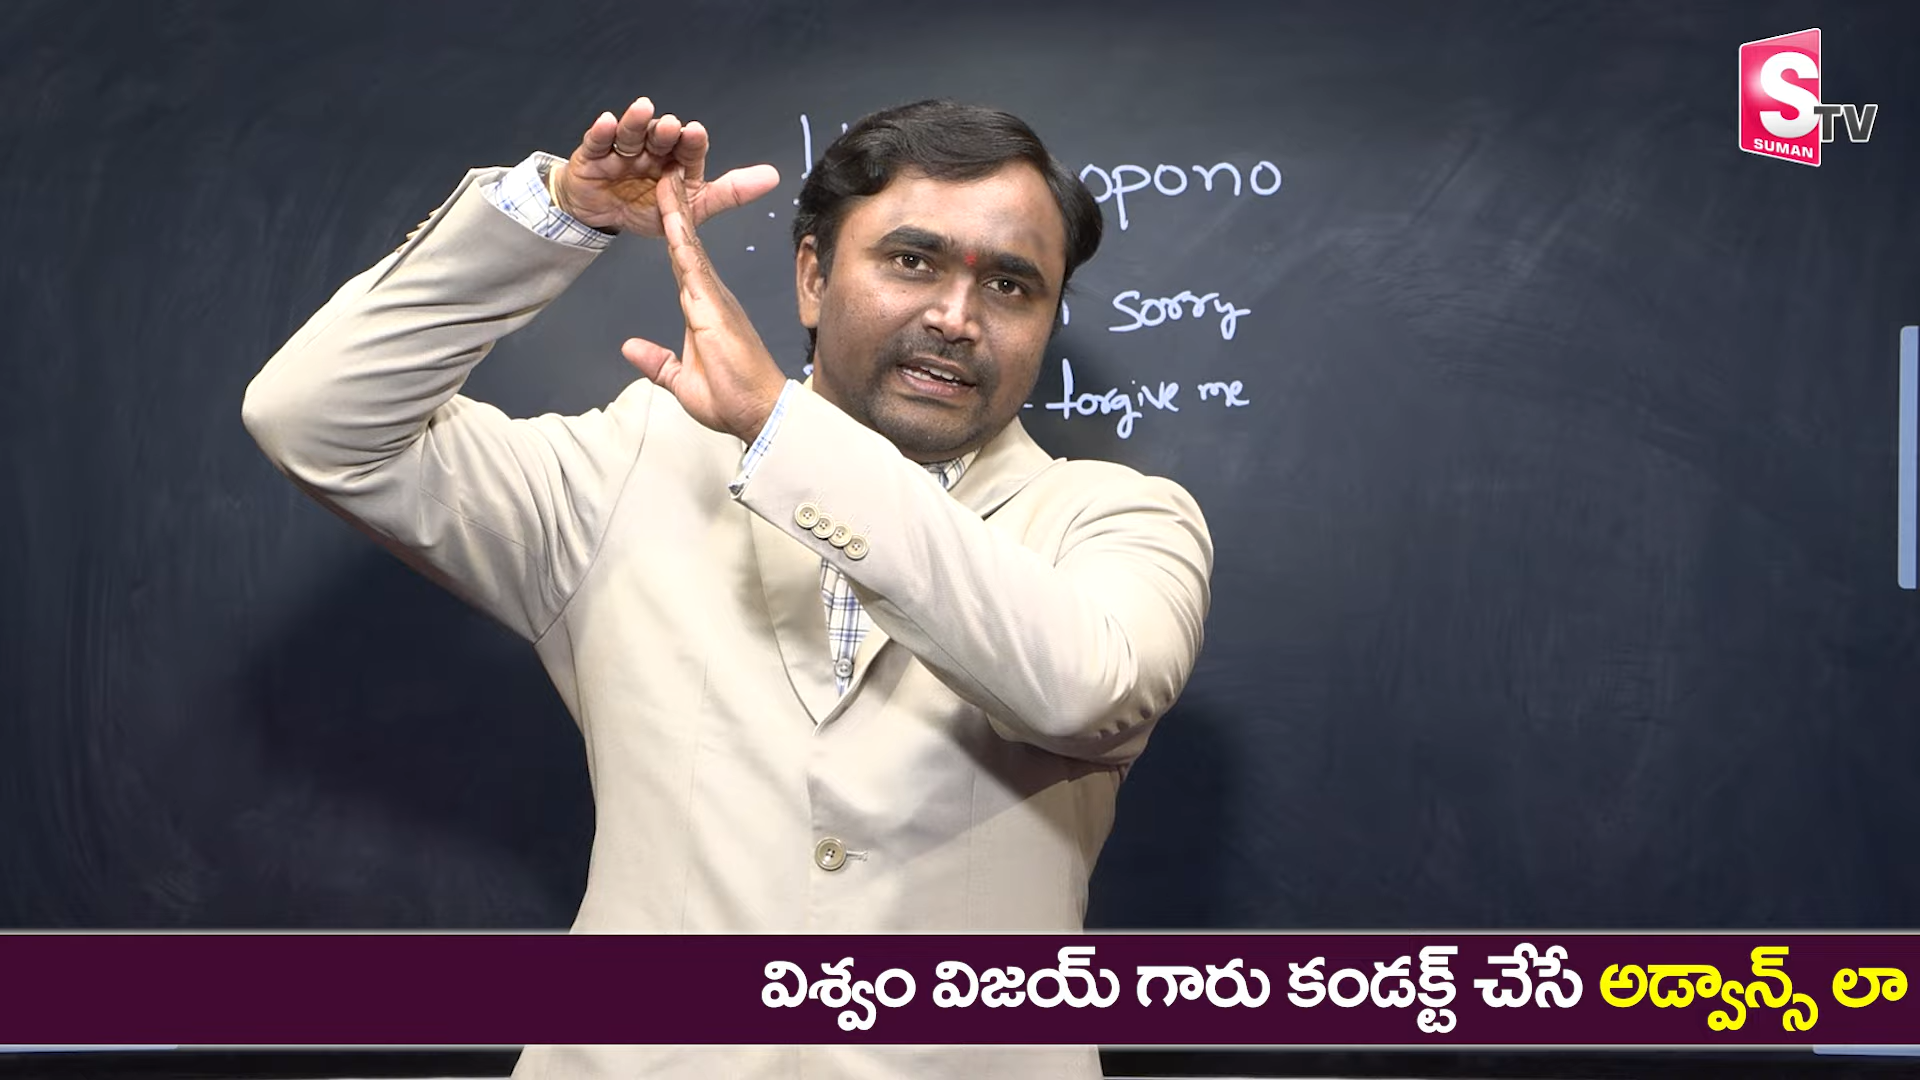 S TV
SUMAN
opono
sorry
forgive me
విశ్వం విజయ్ గారు కండక్ట్ చేసే అడ్వాన్స్ లా